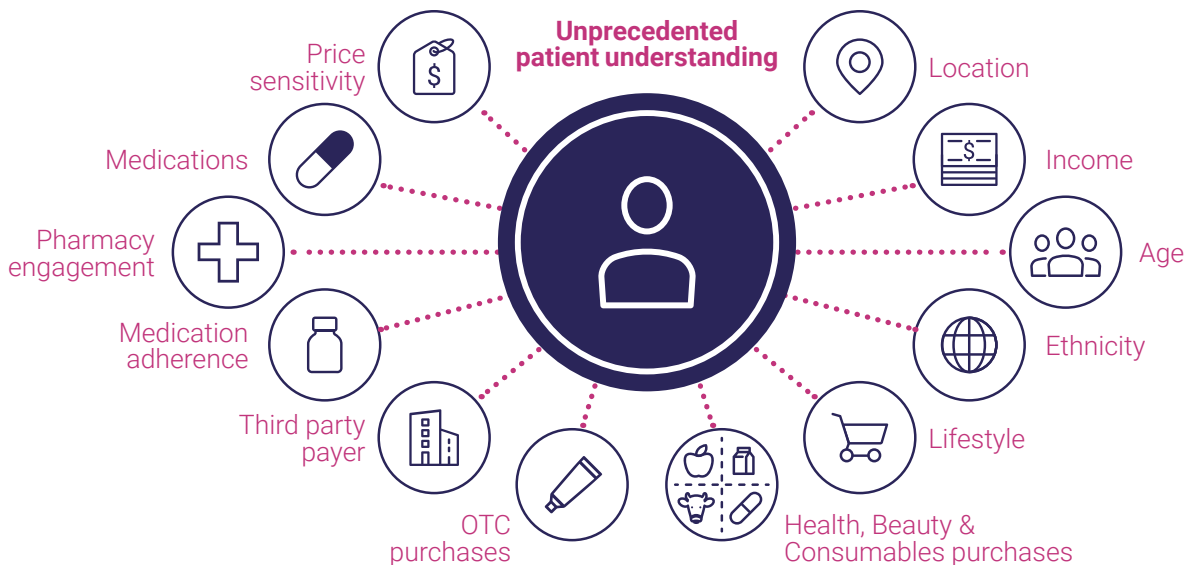 Unprecedented
patient understanding
Price
sensitivity
$
Location
Medications
$
Income
Pharmacy
engagement
Age
Medication
adherence
Ethnicity
Third party
payer
Lifestyle
OTC
purchases
Health, Beauty &
Consumables purchases